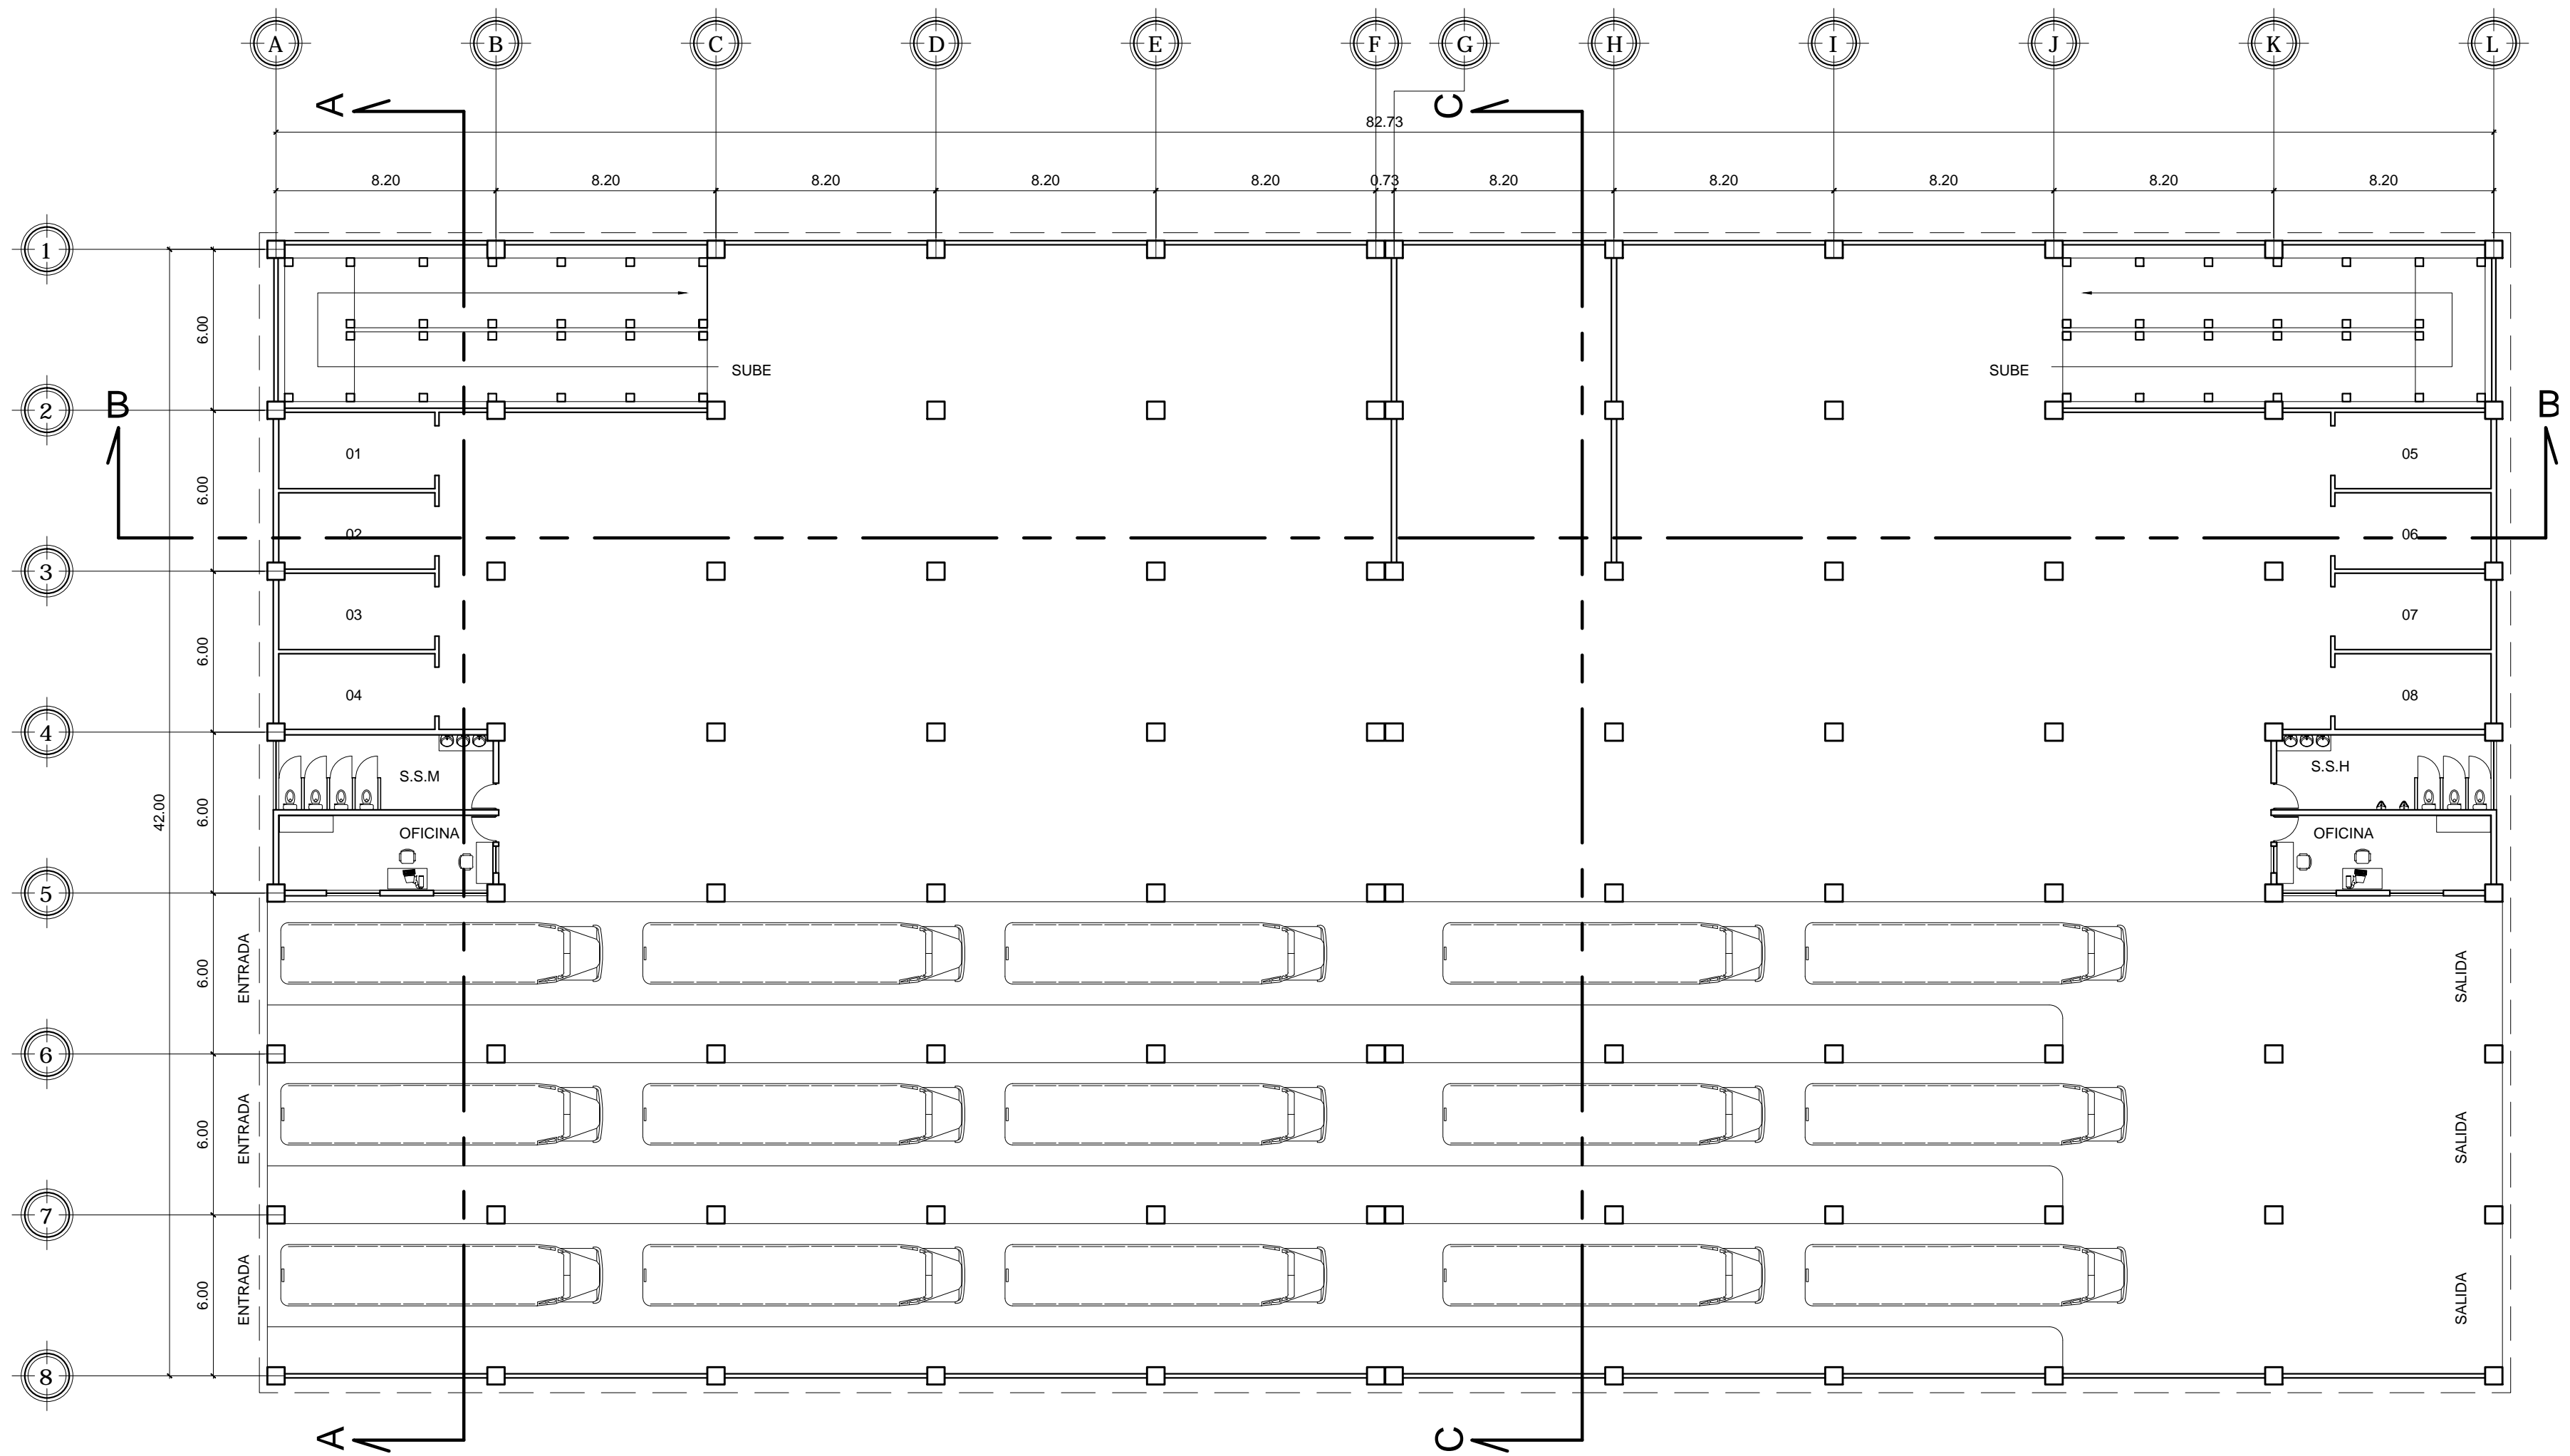 A B C D E F G H I J K L
A C
82.73
8.20 8.20 8.20 8.20 8.20 0.73 8.20 8.20 8.20 8.20 8.20
1
6.00
SUBE SUBE
2 B B
01 05
6.00
02 06
3
03 07
6.00
04 08
4
S.S.M S.S.H
42.00 6.00
OFICINA OFICINA
5
6.00 ENTRADA SALIDA
6
6.00 ENTRADA SALIDA
7
6.00 ENTRADA SALIDA
8
A C